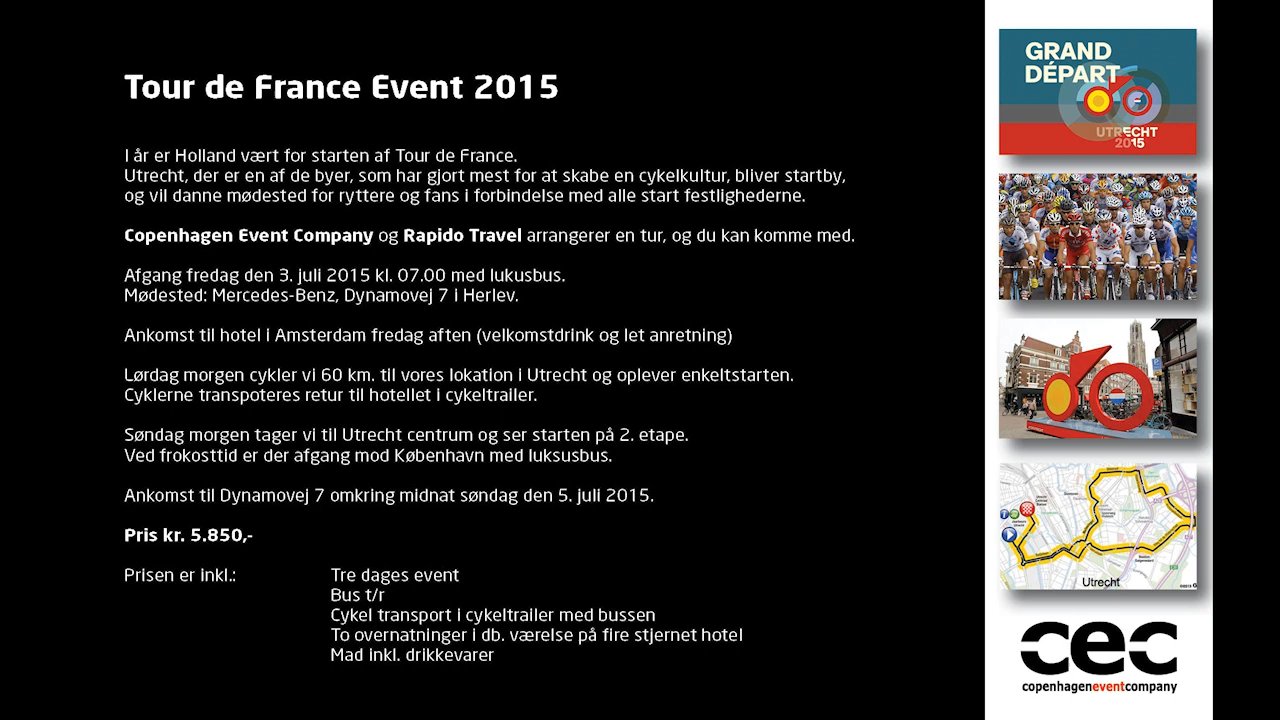 Tour de France Event 2015
I år er Holland vært for starten af Tour de France.
Utrecht, der er en af de byer, som har gjort mest for at skabe en cykelkultur, bliver startby,
og vil danne mødested for ryttere og fans i forbindelse med alle start festlighederne.
Copenhagen Event Company og Rapido Travel arrangerer en tur, og du kan komme med.
Afgang fredag den 3. juli 2015 kl. 07.00 med lukusbus.
Mødested: Mercedes-Benz, Dynamovej 7 i Herlev.
Ankomst til hotel i Amsterdam fredag aften (velkomstdrink og let anretning)
Lørdag morgen cykler vi 60 km. til vores lokation i Utrecht og oplever enkeltstarten.
Cyklerne transpoteres retur til hotellet i cykeltrailer.
Søndag morgen tager vi til Utrecht centrum og ser starten på 2. etape.
Ved frokosttid er der afgang mod København med luksusbus.
Ankomst til Dynamovej 7 omkring midnat søndag den 5. juli 2015.
Pris kr. 5.850,-
Prisen er inkl.: Tre dages event
Bus t/r
Cykel transport i cykeltrailer med bussen
To overnatninger i db. værelse på fire stjernet hotel
Mad inkl. drikkevarer
GRAND
DÉPART
UTRECHT
2015
Utrecht
cec
copenhageneventcompany